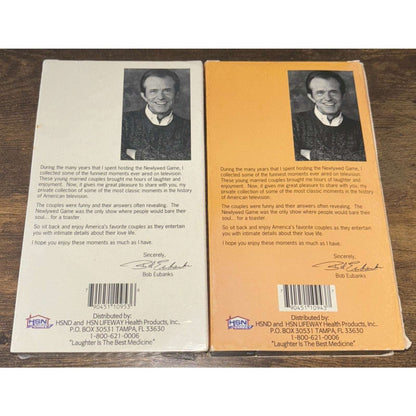 During the many years that I spent hosting the Newlywed Game, I
collected some of the funniest moments ever aired on television.
These young married couples brought me hours of laughter and
enjoyment. Now, it gives me great pleasure to share with you, my
private collection of some of the most classic moments in the history
of American television.
The couples were funny and their answers often revealing. The
Newlywed Game was the only show where people would bare their
soul... for a toaster.
So sit back and enjoy America's favorite couples as they entertain
you with intimate details about their love life.
I hope you enjoy these moments as much as I have.
Sincerely,
Bob Eubanks
Bob Eubanks
Distributed by:
HSND and HSN LIFEWAY Health Products, Inc.
P.O. BOX 30531 TAMPA, FL 33630
1-800-621-0006
"Laughter Is The Best Medicine"
HSN
During the many years that I spent hosting the Newlywed Game, I
collected some of the funniest moments ever aired on television.
These young married couples brought me hours of laughter and
enjoyment. Now, it gives me great pleasure to share with you, my
private collection of some of the most classic moments in the history
of American television.
The couples were funny and their answers often revealing. The
Newlywed Game was the only show where people would bare their
soul... for a toaster.
So sit back and enjoy America's favorite couples as they entertain
you with intimate details about their love life.
I hope you enjoy these moments as much as I have.
Sincerely,
Bob Eubanks
Bob Eubanks
Distributed by:
HSND and HSN LIFEWAY Health Products, Inc.
P.O. BOX 30531 TAMPA, FL 33630
1-800-621-0006
"Laughter Is The Best Medicine"
HSN